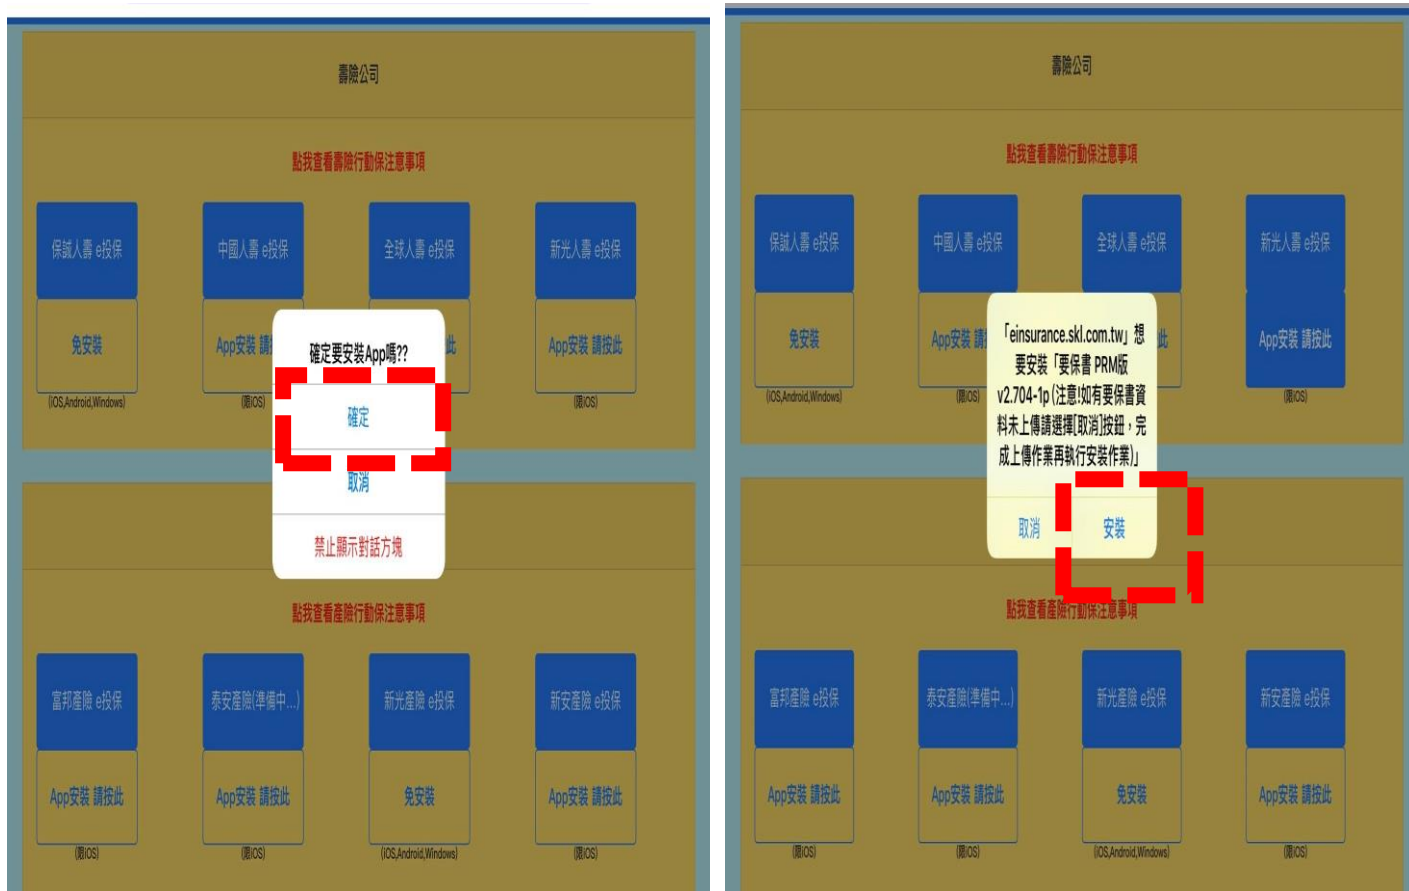 壽險公司
點我查看壽險行動保注意事項
保誠人壽 e投保
中國人壽 e投保
全球人壽 e投保
新光人壽 e投保
免安裝
App安裝 請
此
App安裝 請按此
(iOS,Android,Windows)
(限iOS)
(限iOS)
確定要安裝App嗎??
確定
取消
禁止顯示對話方塊
點我查看產險行動保注意事項
富邦產險 e投保
泰安產險(準備中...)
新光產險 e投保
新安產險 e投保
App安裝 請按此
App安裝 請按此
免安裝
App安裝 請按此
(限iOS)
(限iOS)
(iOS,Android,Windows)
(限iOS)
壽險公司
點我查看壽險行動保注意事項
保誠人壽 e投保
中國人壽 e投保
全球人壽 e投保
新光人壽 e投保
免安裝
App安裝 請
此
App安裝 請按此
(iOS,Android,Windows)
(限iOS)
(限iOS)
「einsurance.skl.com.tw」想
要安裝「要保書 PRM版
v2.704-1p (注意!如有要保書資
料未上傳請選擇[取消]按鈕，完
成上傳作業再執行安裝作業)」
取消
安裝
點我查看產險行動保注意事項
富邦產險 e投保
泰安產險(準備中...)
新光產險 e投保
新安產險 e投保
App安裝 請按此
App安裝 請按此
免安裝
App安裝 請按此
(限iOS)
(限iOS)
(iOS,Android,Windows)
(限iOS)